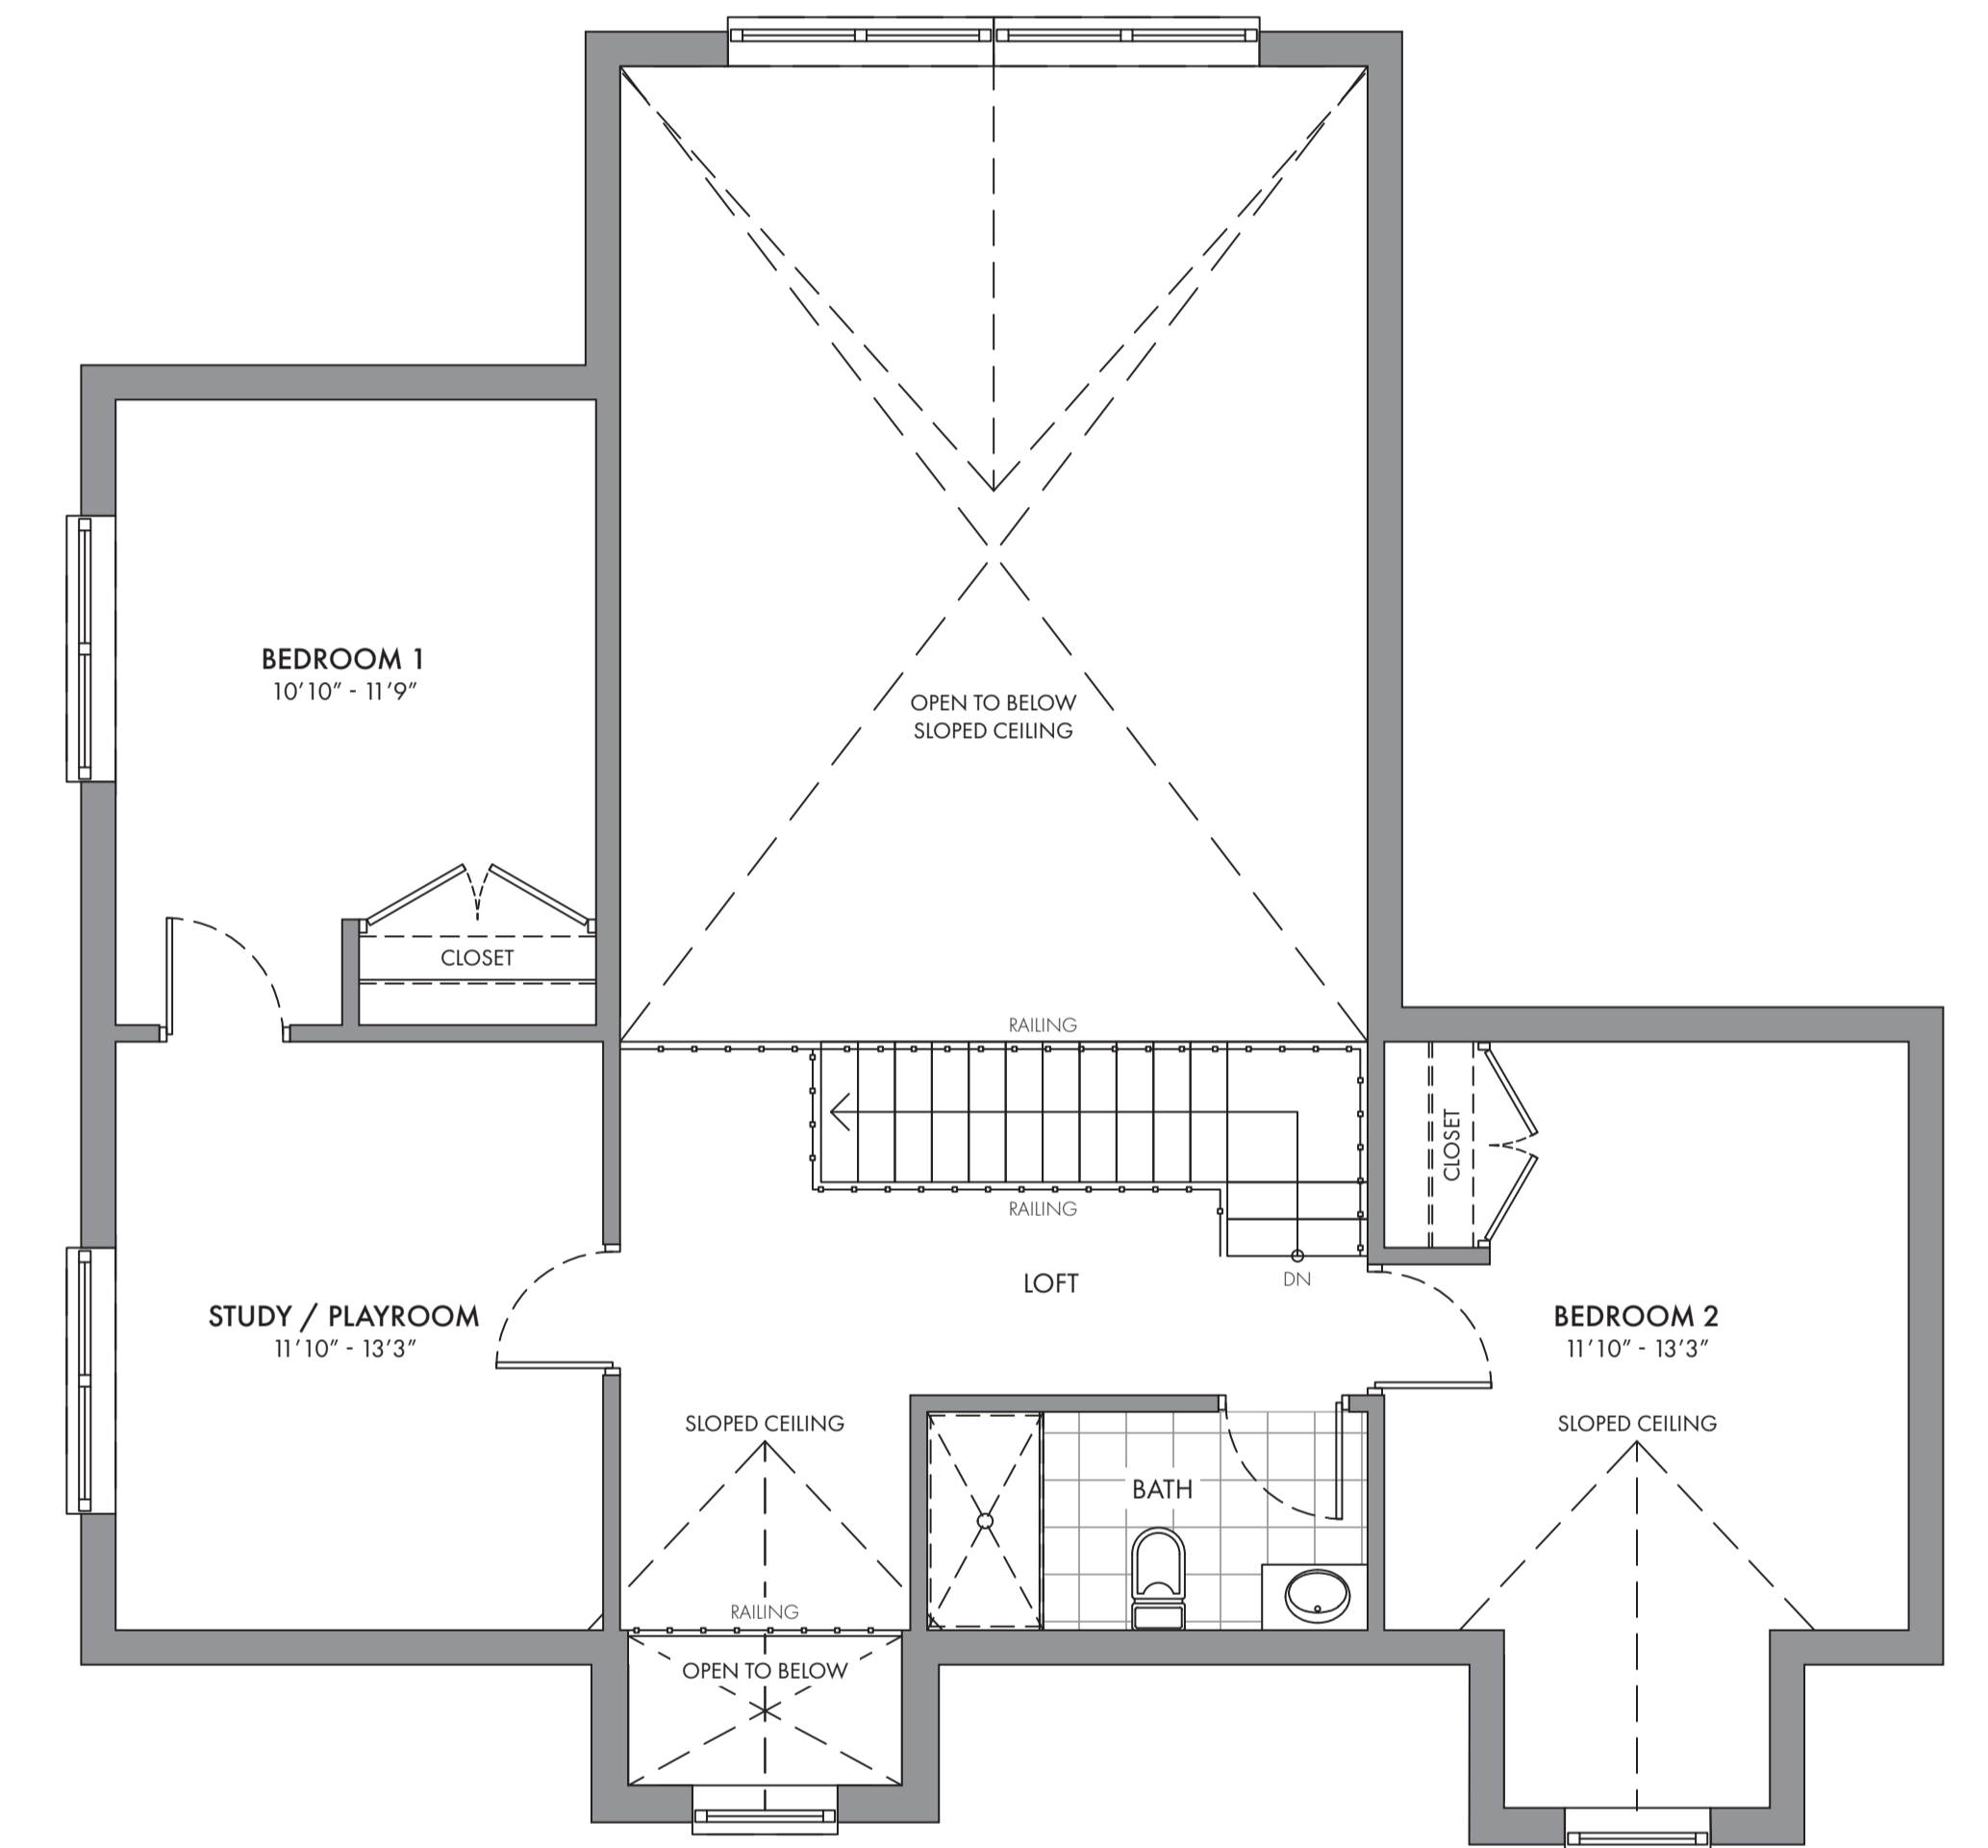 BEDROOM 1
10'10" - 11'9"
OPEN TO BELOW
SLOPED CEILING
CLOSET
RAILING
CLOSET
RAILING
LOFT
DN
STUDY / PLAYROOM
11'10" - 13'3"
BEDROOM 2
11'10" - 13'3"
SLOPED CEILING
SLOPED CEILING
BATH
RAILING
OPEN TO BELOW